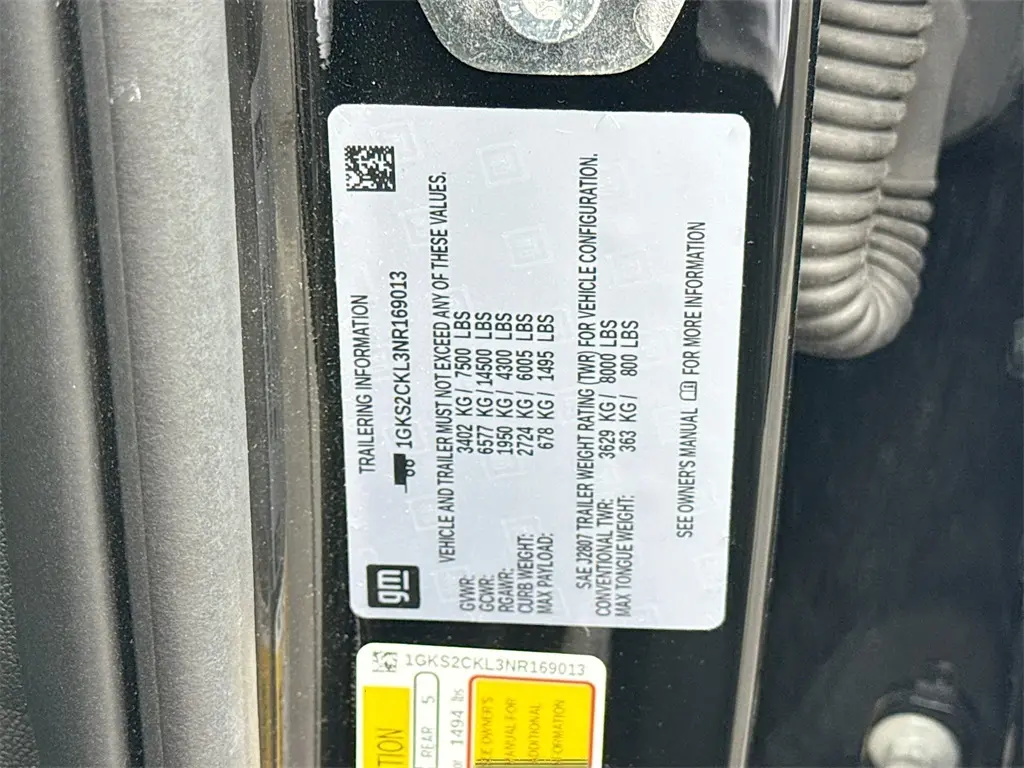 gm
TRAILERING INFORMATION
1GKS2CKL3NR169013
VEHICLE AND TRAILER MUST NOT EXCEED ANY OF THESE VALUES.
GVWR: 3402 KG / 7500 LBS
GCWR: 6577 KG / 14500 LBS
RGAWR: 1950 KG / 4300 LBS
CURB WEIGHT: 2724 KG / 6005 LBS
MAX PAYLOAD: 678 KG / 1495 LBS
SAE J2807 TRAILER WEIGHT RATING (TWR) FOR VEHICLE CONFIGURATION.
CONVENTIONAL TWR: 3629 KG / 8000 LBS
MAX TONGUE WEIGHT: 363 KG / 800 LBS
SEE OWNER'S MANUAL FOR MORE INFORMATION
1GKS2CKL3NR169013
REAR 5
1494 lbs
OWNER'S
FOR